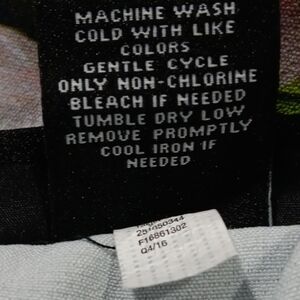 MACHINE WASH
COLD WITH LIKE
COLORS
GENTLE CYCLE
ONLY NON-CHLORINE
BLEACH IF NEEDED
TUMBLE DRY LOW
REMOVE PROMPTLY
COOL IRON IF
NEEDED
F16861302
Q4/16